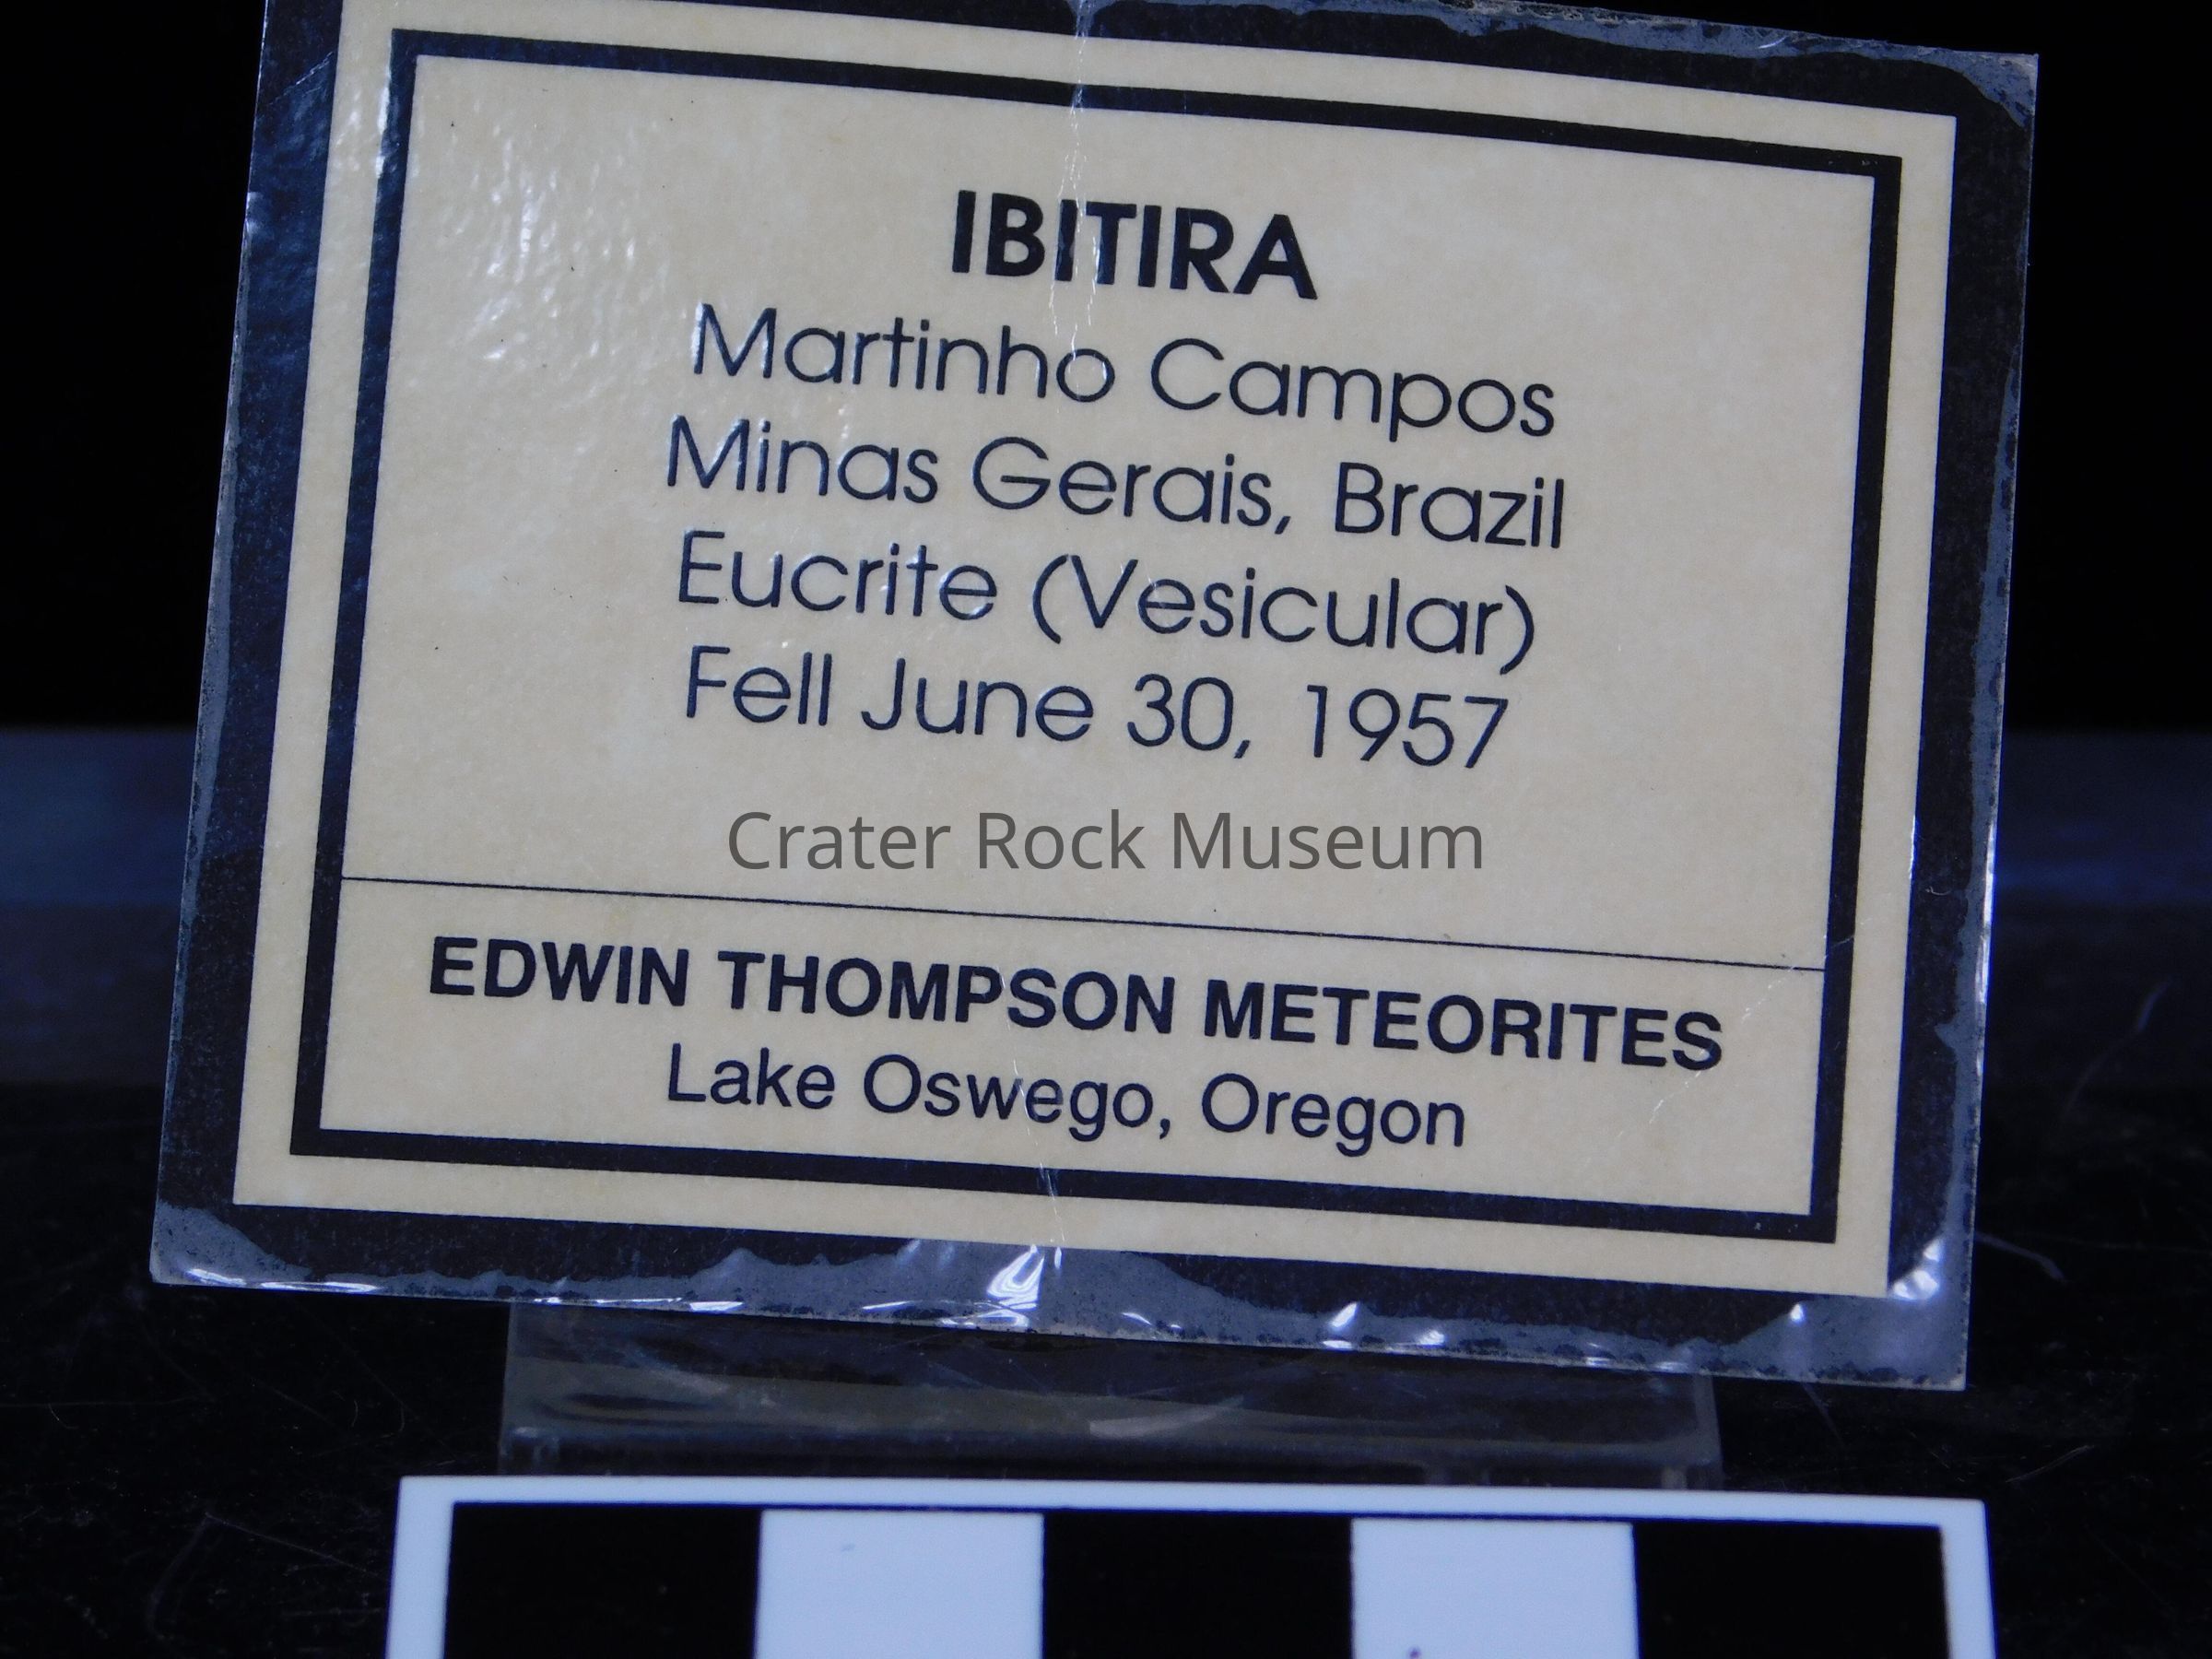 IBITIRA
Martinho Campos
Minas Gerais, Brazil
Eucrite (Vesicular)
Fell June 30, 1957
Crater Rock Museum
EDWIN THOMPSON METEORITES
Lake Oswego, Oregon